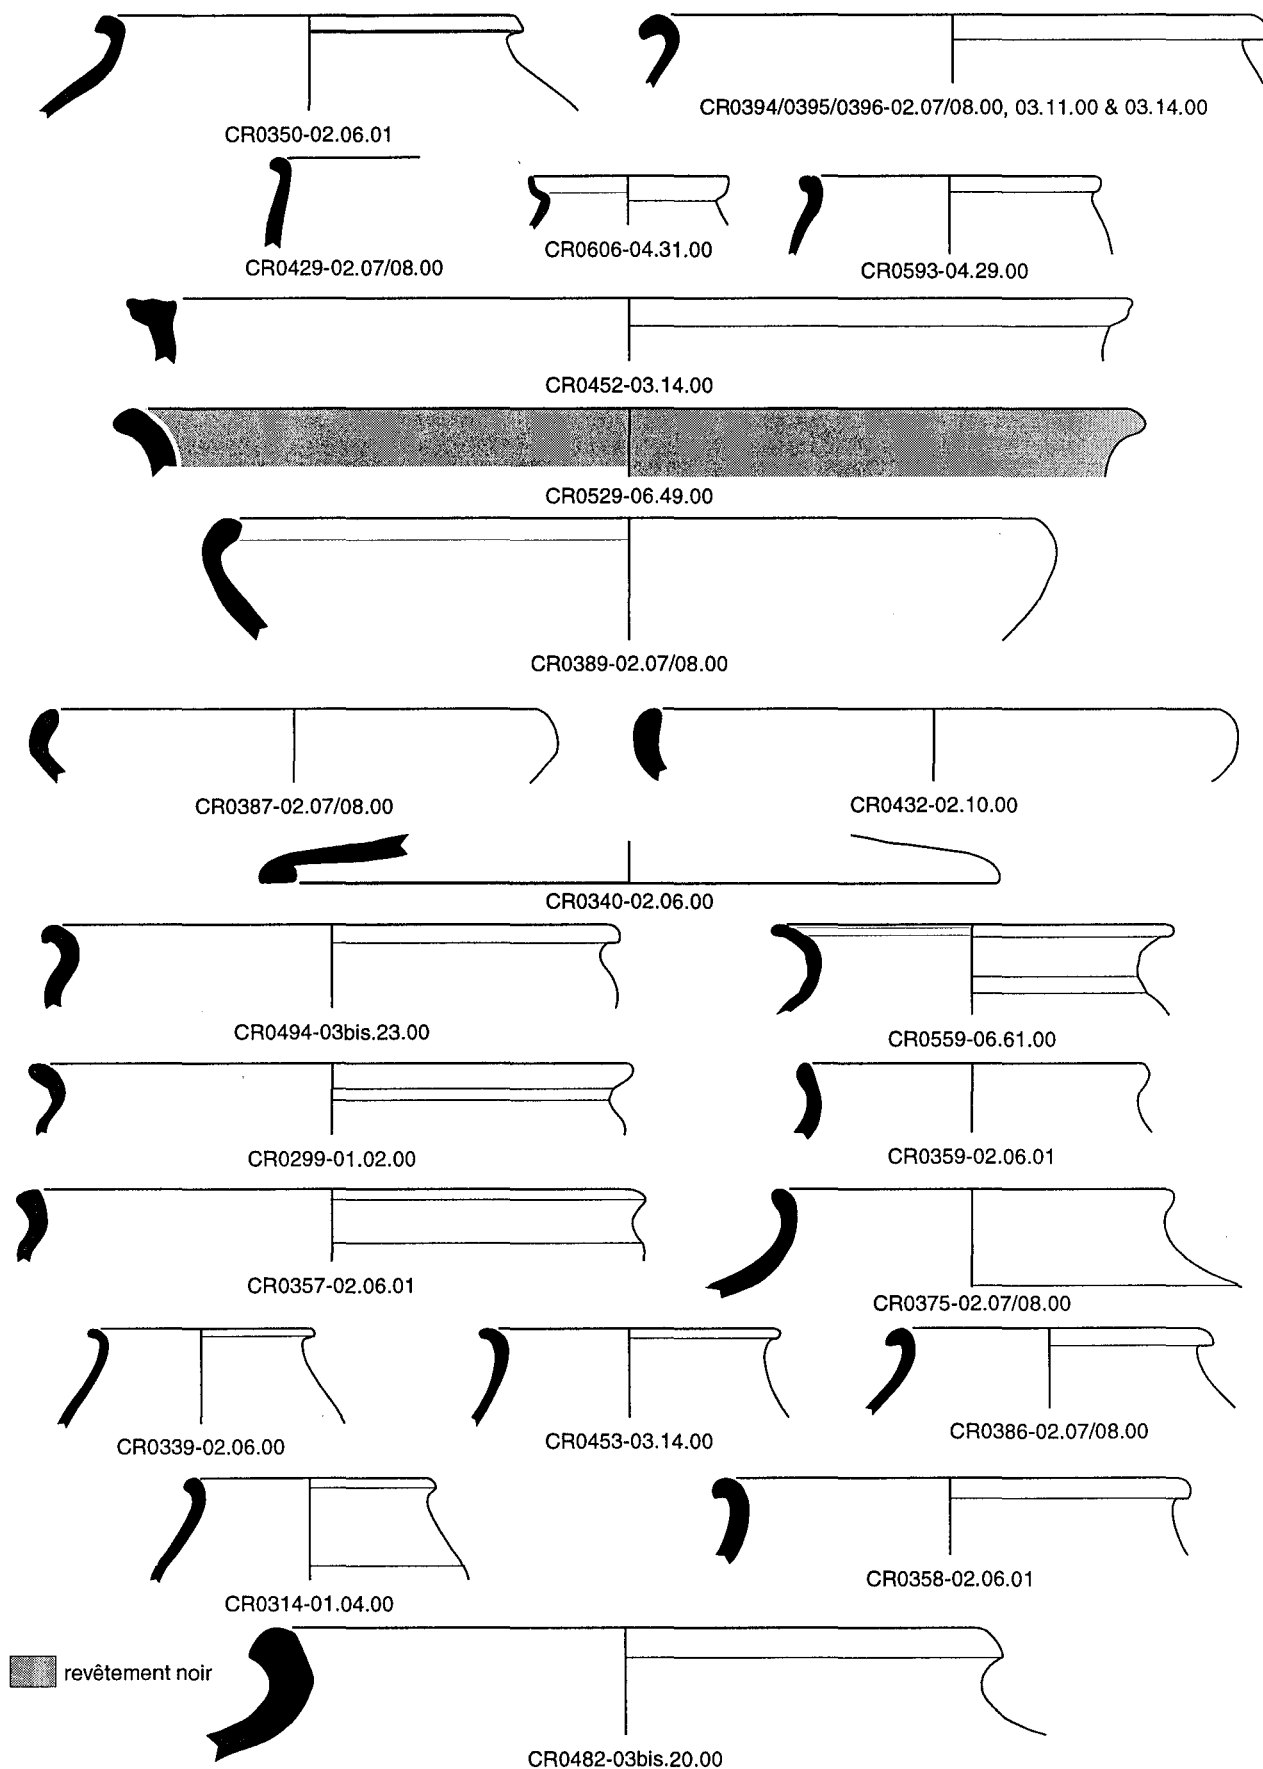 CR0350-02.06.01
CR0394/0395/0396-02.07/08.00, 03.11.00 & 03.14.00
CR0429-02.07/08.00
CR0606-04.31.00
CR0593-04.29.00
CR0452-03.14.00
CR0529-06.49.00
CR0389-02.07/08.00
CR0387-02.07/08.00
CR0432-02.10.00
CR0340-02.06.00
CR0494-03bis.23.00
CR0559-06.61.00
CR0299-01.02.00
CR0359-02.06.01
CR0357-02.06.01
CR0375-02.07/08.00
CR0339-02.06.00
CR0453-03.14.00
CR0386-02.07/08.00
CR0314-01.04.00
CR0358-02.06.01
revêtement noir
CR0482-03bis.20.00